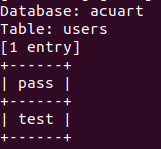 Database: acuart
Table: users
[1 entry]
+------+
| pass |
+------+
| test |
+------+